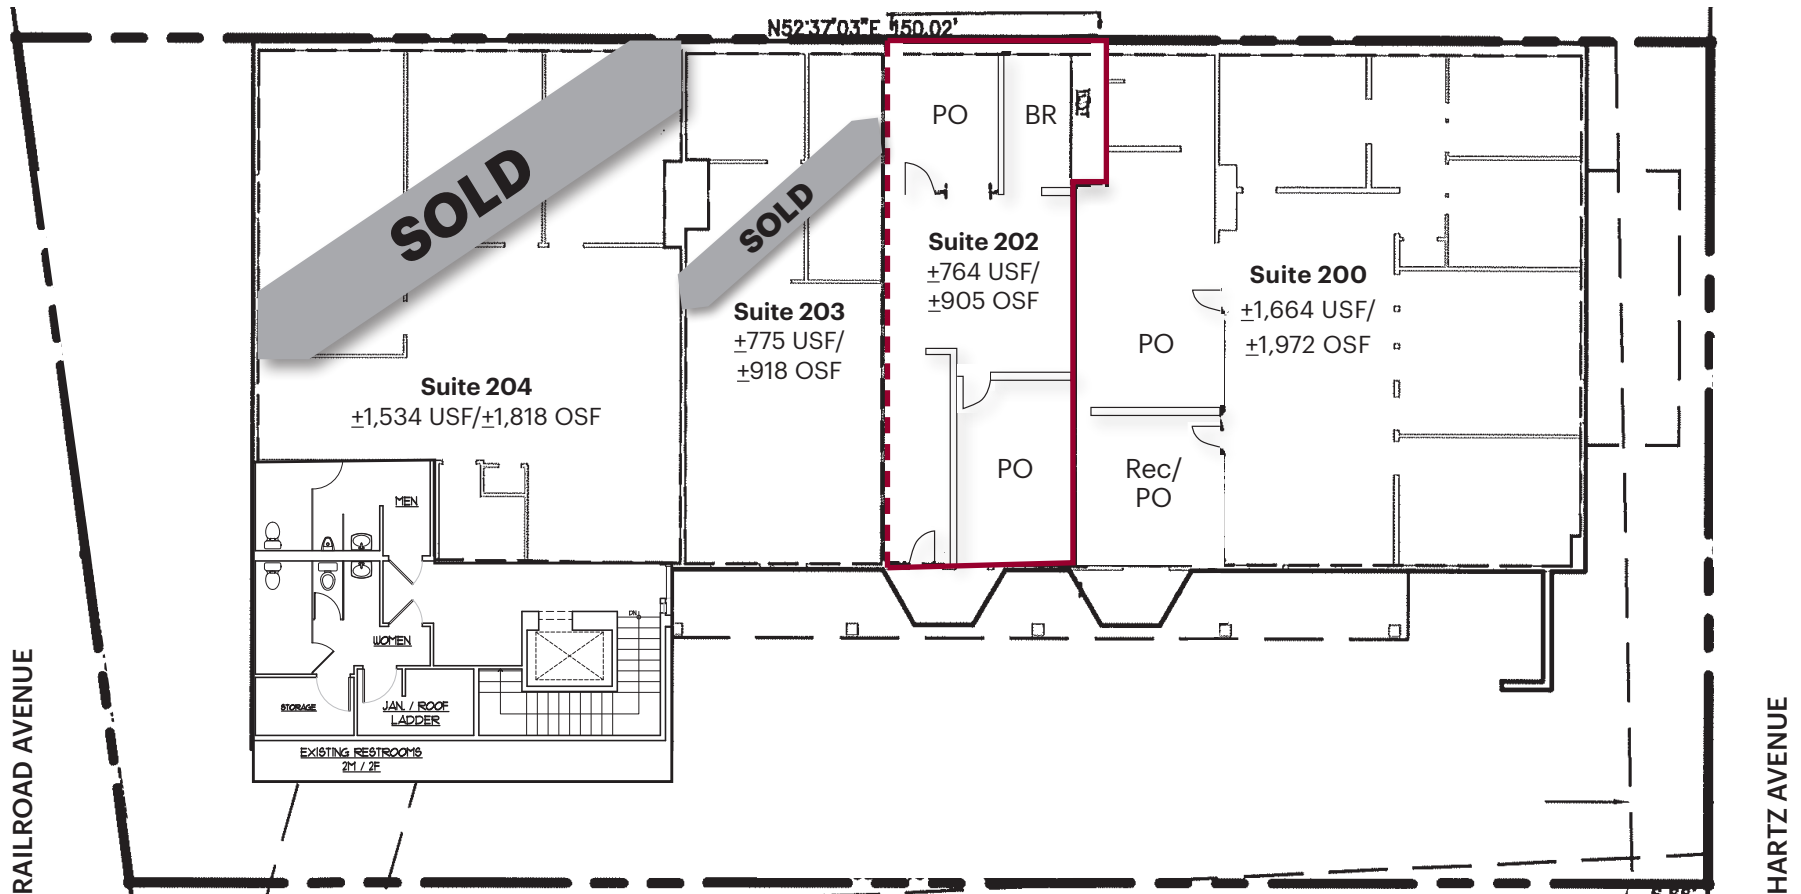 N52°37'03"E 150.02'
SOLD
SOLD
PO
BR
Suite 202
±764 USF/
±905 OSF
Suite 200
±1,664 USF/
±1,972 OSF
Suite 203
±775 USF/
±918 OSF
PO
Suite 204
±1,534 USF/±1,818 OSF
PO
Rec/
PO
MEN
WOMEN
DN
STORAGE
JAN. / ROOF
LADDER
EXISTING RESTROOMS
2M / 2F
RAILROAD AVENUE
HARTZ AVENUE